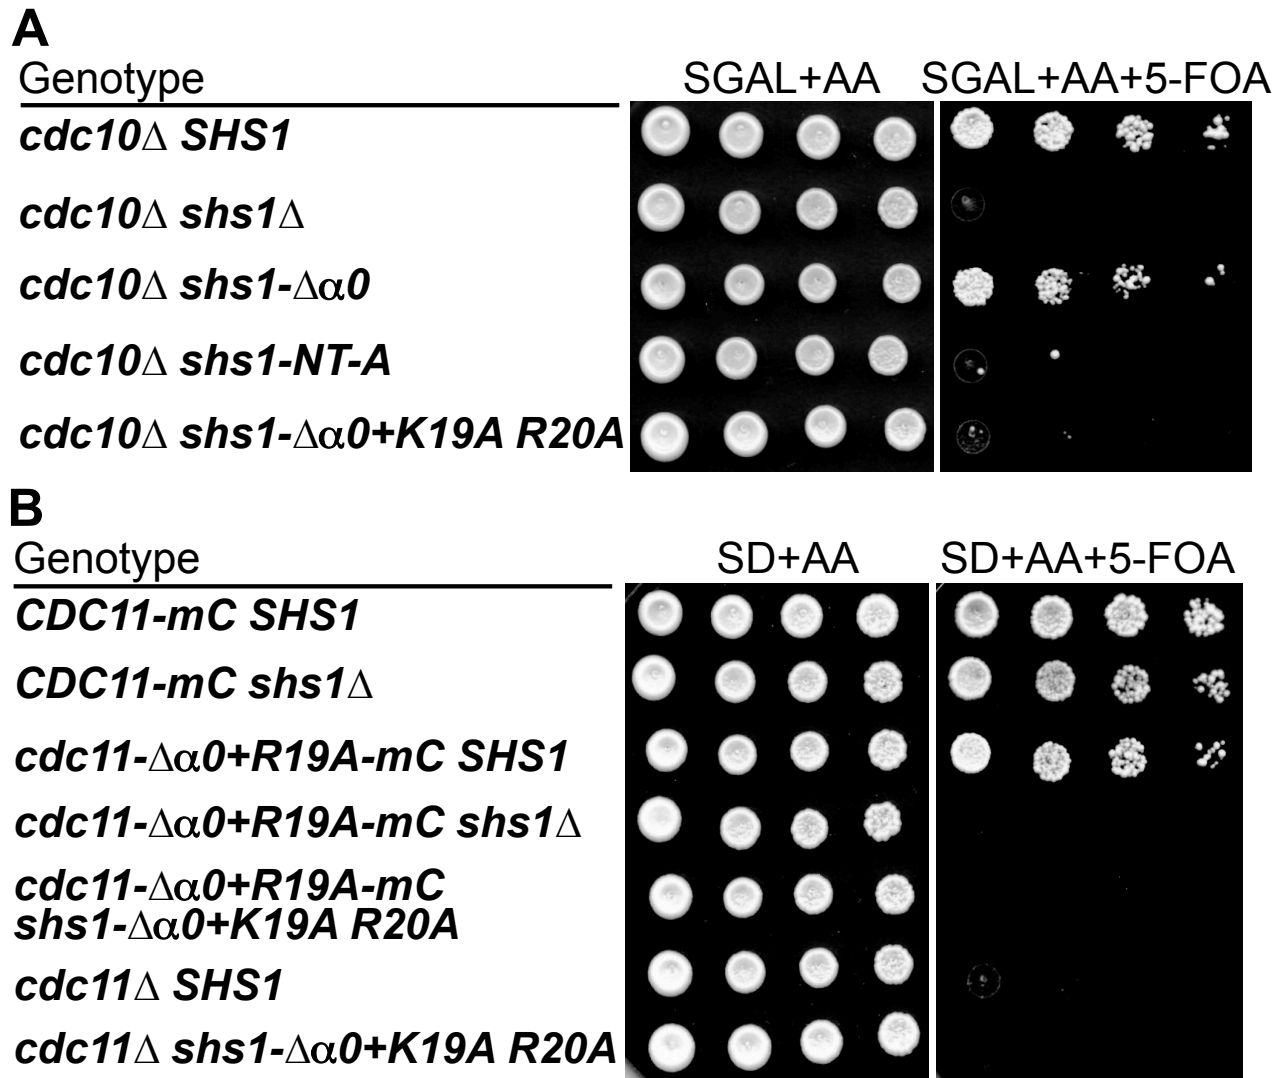 A
Genotype
SGAL+AA
SGAL+AA+5-FOA
cdc10Δ SHS1
cdc10Δ shs1Δ
cdc10Δ shs1-Δα0
cdc10Δ shs1-NT-A
cdc10Δ shs1-Δα0+K19A R20A
B
Genotype
SD+AA
SD+AA+5-FOA
CDC11-mC SHS1
CDC11-mC shs1Δ
cdc11-Δα0+R19A-mC SHS1
cdc11-Δα0+R19A-mC shs1Δ
cdc11-Δα0+R19A-mC
shs1-Δα0+K19A R20A
cdc11Δ SHS1
cdc11Δ shs1-Δα0+K19A R20A